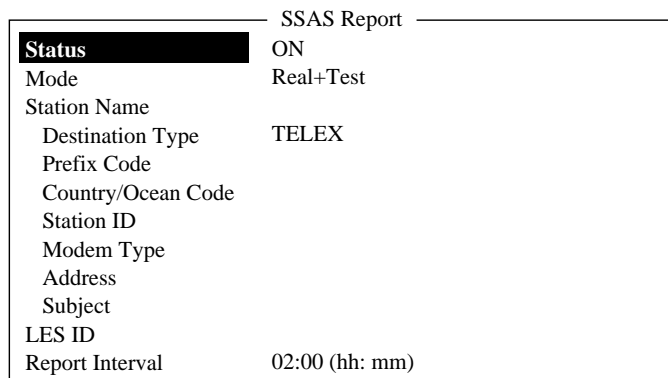 SSAS Report
Status ON
Mode Real+Test
Station Name
Destination Type TELEX
Prefix Code
Country/Ocean Code
Station ID
Modem Type
Address
Subject
LES ID
Report Interval 02:00 (hh: mm)